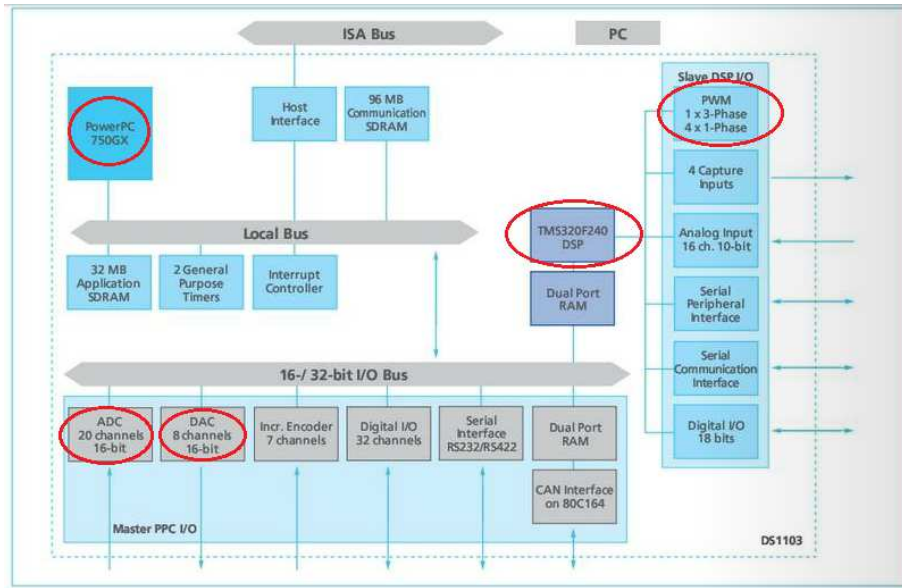 ISA Bus
PC
PowerPC
750GX
Host
Interface
96 MB
Communication
SDRAM
Slave DSP I/O
PWM
1 x 3-Phase
4 x 1-Phase
4 Capture
Inputs
Local Bus
TMS320F240
DSP
Analog Input
16 ch. 10-bit
32 MB
Application
SDRAM
2 General
Purpose
Timers
Interrupt
Controller
Dual Port
RAM
Serial
Peripheral
Interface
16-/ 32-bit I/O Bus
Serial
Communication
Interface
ADC
20 channels
16-bit
DAC
8 channels
16-bit
Incr. Encoder
7 channels
Digital I/O
32 channels
Serial
Interface
RS232/RS422
Dual Port
RAM
Digital I/O
18 bits
CAN Interface
on 80C164
Master PPC I/O
DS1103